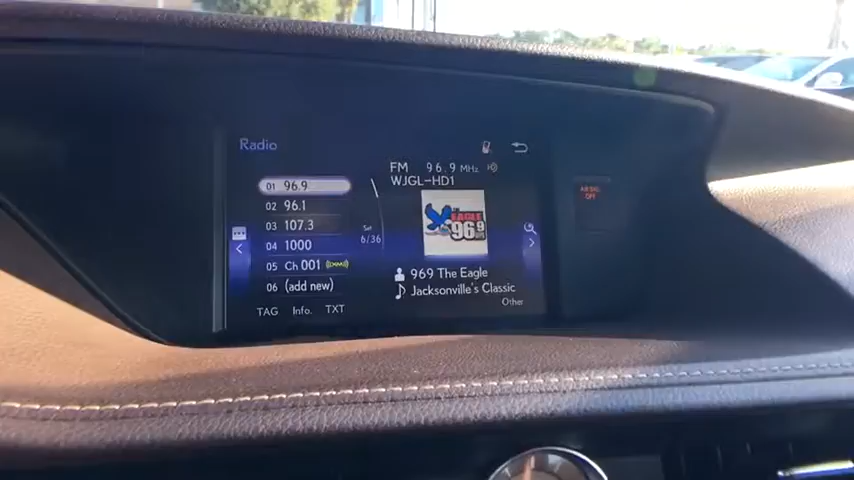 Radio
FM 96.9 MHz
WJGL-HD1
01 96.9
02 96.1
03 107.3
04 1000
05 Ch 001
06 (add new)
Set
6/36
EAGLE
96.9
969 The Eagle
Jacksonville's Classic
TAG Info. TXT
Other
AIR BAG
OFF